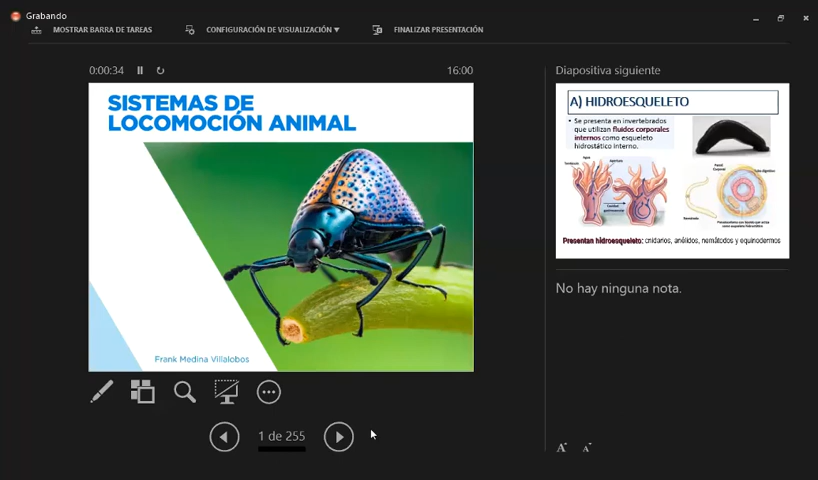 Grabando
MOSTRAR BARRA DE TAREAS
CONFIGURACIÓN DE VISUALIZACIÓN ▼
FINALIZAR PRESENTACIÓN
0:00:34
16:00
SISTEMAS DE
LOCOMOCIÓN ANIMAL
Frank Medina Villalobos
1 de 255
Diapositiva siguiente
A) HIDROESQUELETO
• Se presenta en invertebrados
que utilizan fluidos corporales
internos como esqueleto
hidrostático interno.
Presentan hidroesqueleto: cnidarios, anélidos, nemátodos y equinodermos
No hay ninguna nota.
A A